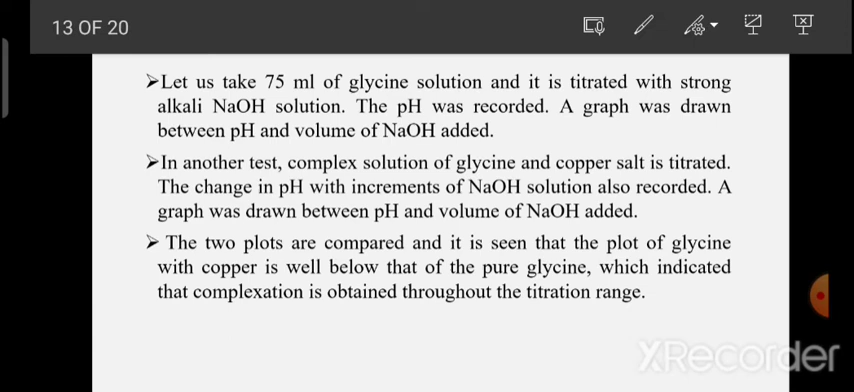 13 OF 20
➢Let us take 75 ml of glycine solution and it is titrated with strong
alkali NaOH solution. The pH was recorded. A graph was drawn
between pH and volume of NaOH added.
➢In another test, complex solution of glycine and copper salt is titrated.
The change in pH with increments of NaOH solution also recorded. A
graph was drawn between pH and volume of NaOH added.
➢ The two plots are compared and it is seen that the plot of glycine
with copper is well below that of the pure glycine, which indicated
that complexation is obtained throughout the titration range.
XRecorder